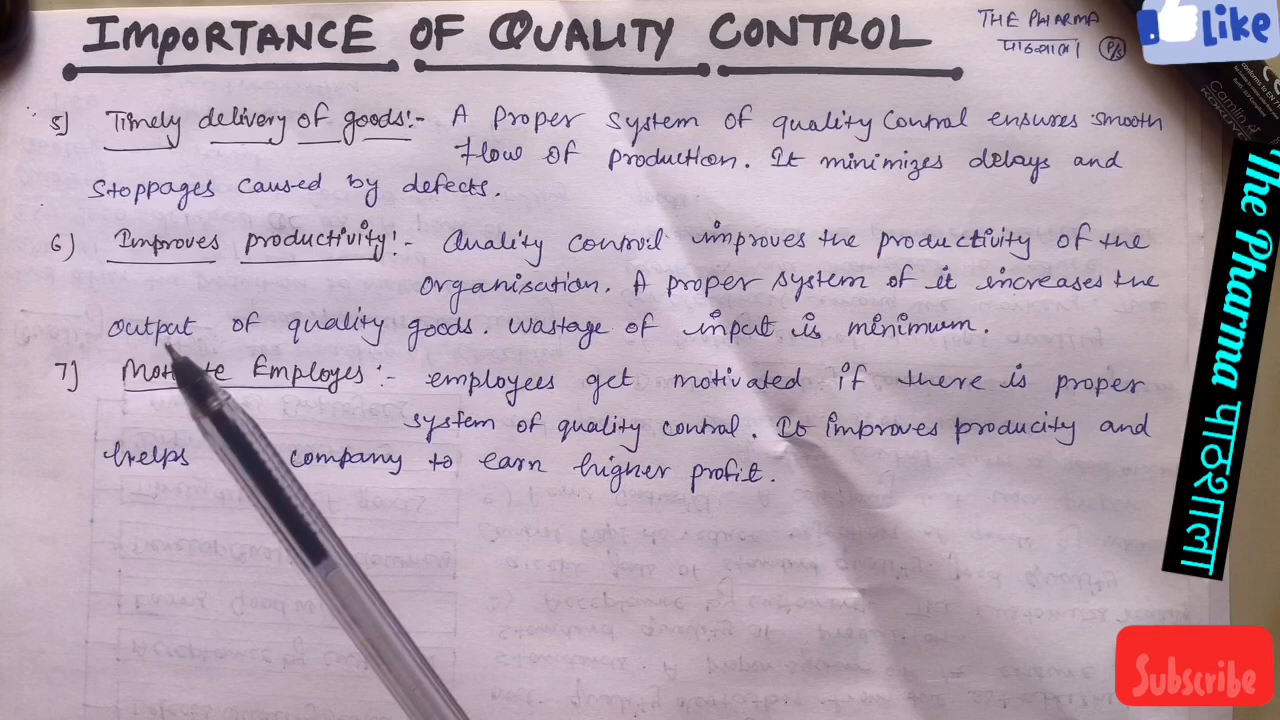 IMPORTANCE OF QUALITY CONTROL
THE PHARMA
पाठशाला
Like
5) Timely delivery of goods:- A Proper system of quality control ensures smooth
flow of production. It minimizes delays and
stoppages caused by defects.
6) Improves productivity:- Quality control improves the productivity of the
organisation. A proper system of it increases the
output of quality goods. wastage of input is minimum.
7) Employes:- employees get motivated if there is proper
system of quality control. It improves producity and
helps company to earn higher profit.
The Pharma पाठशाला
Subscribe